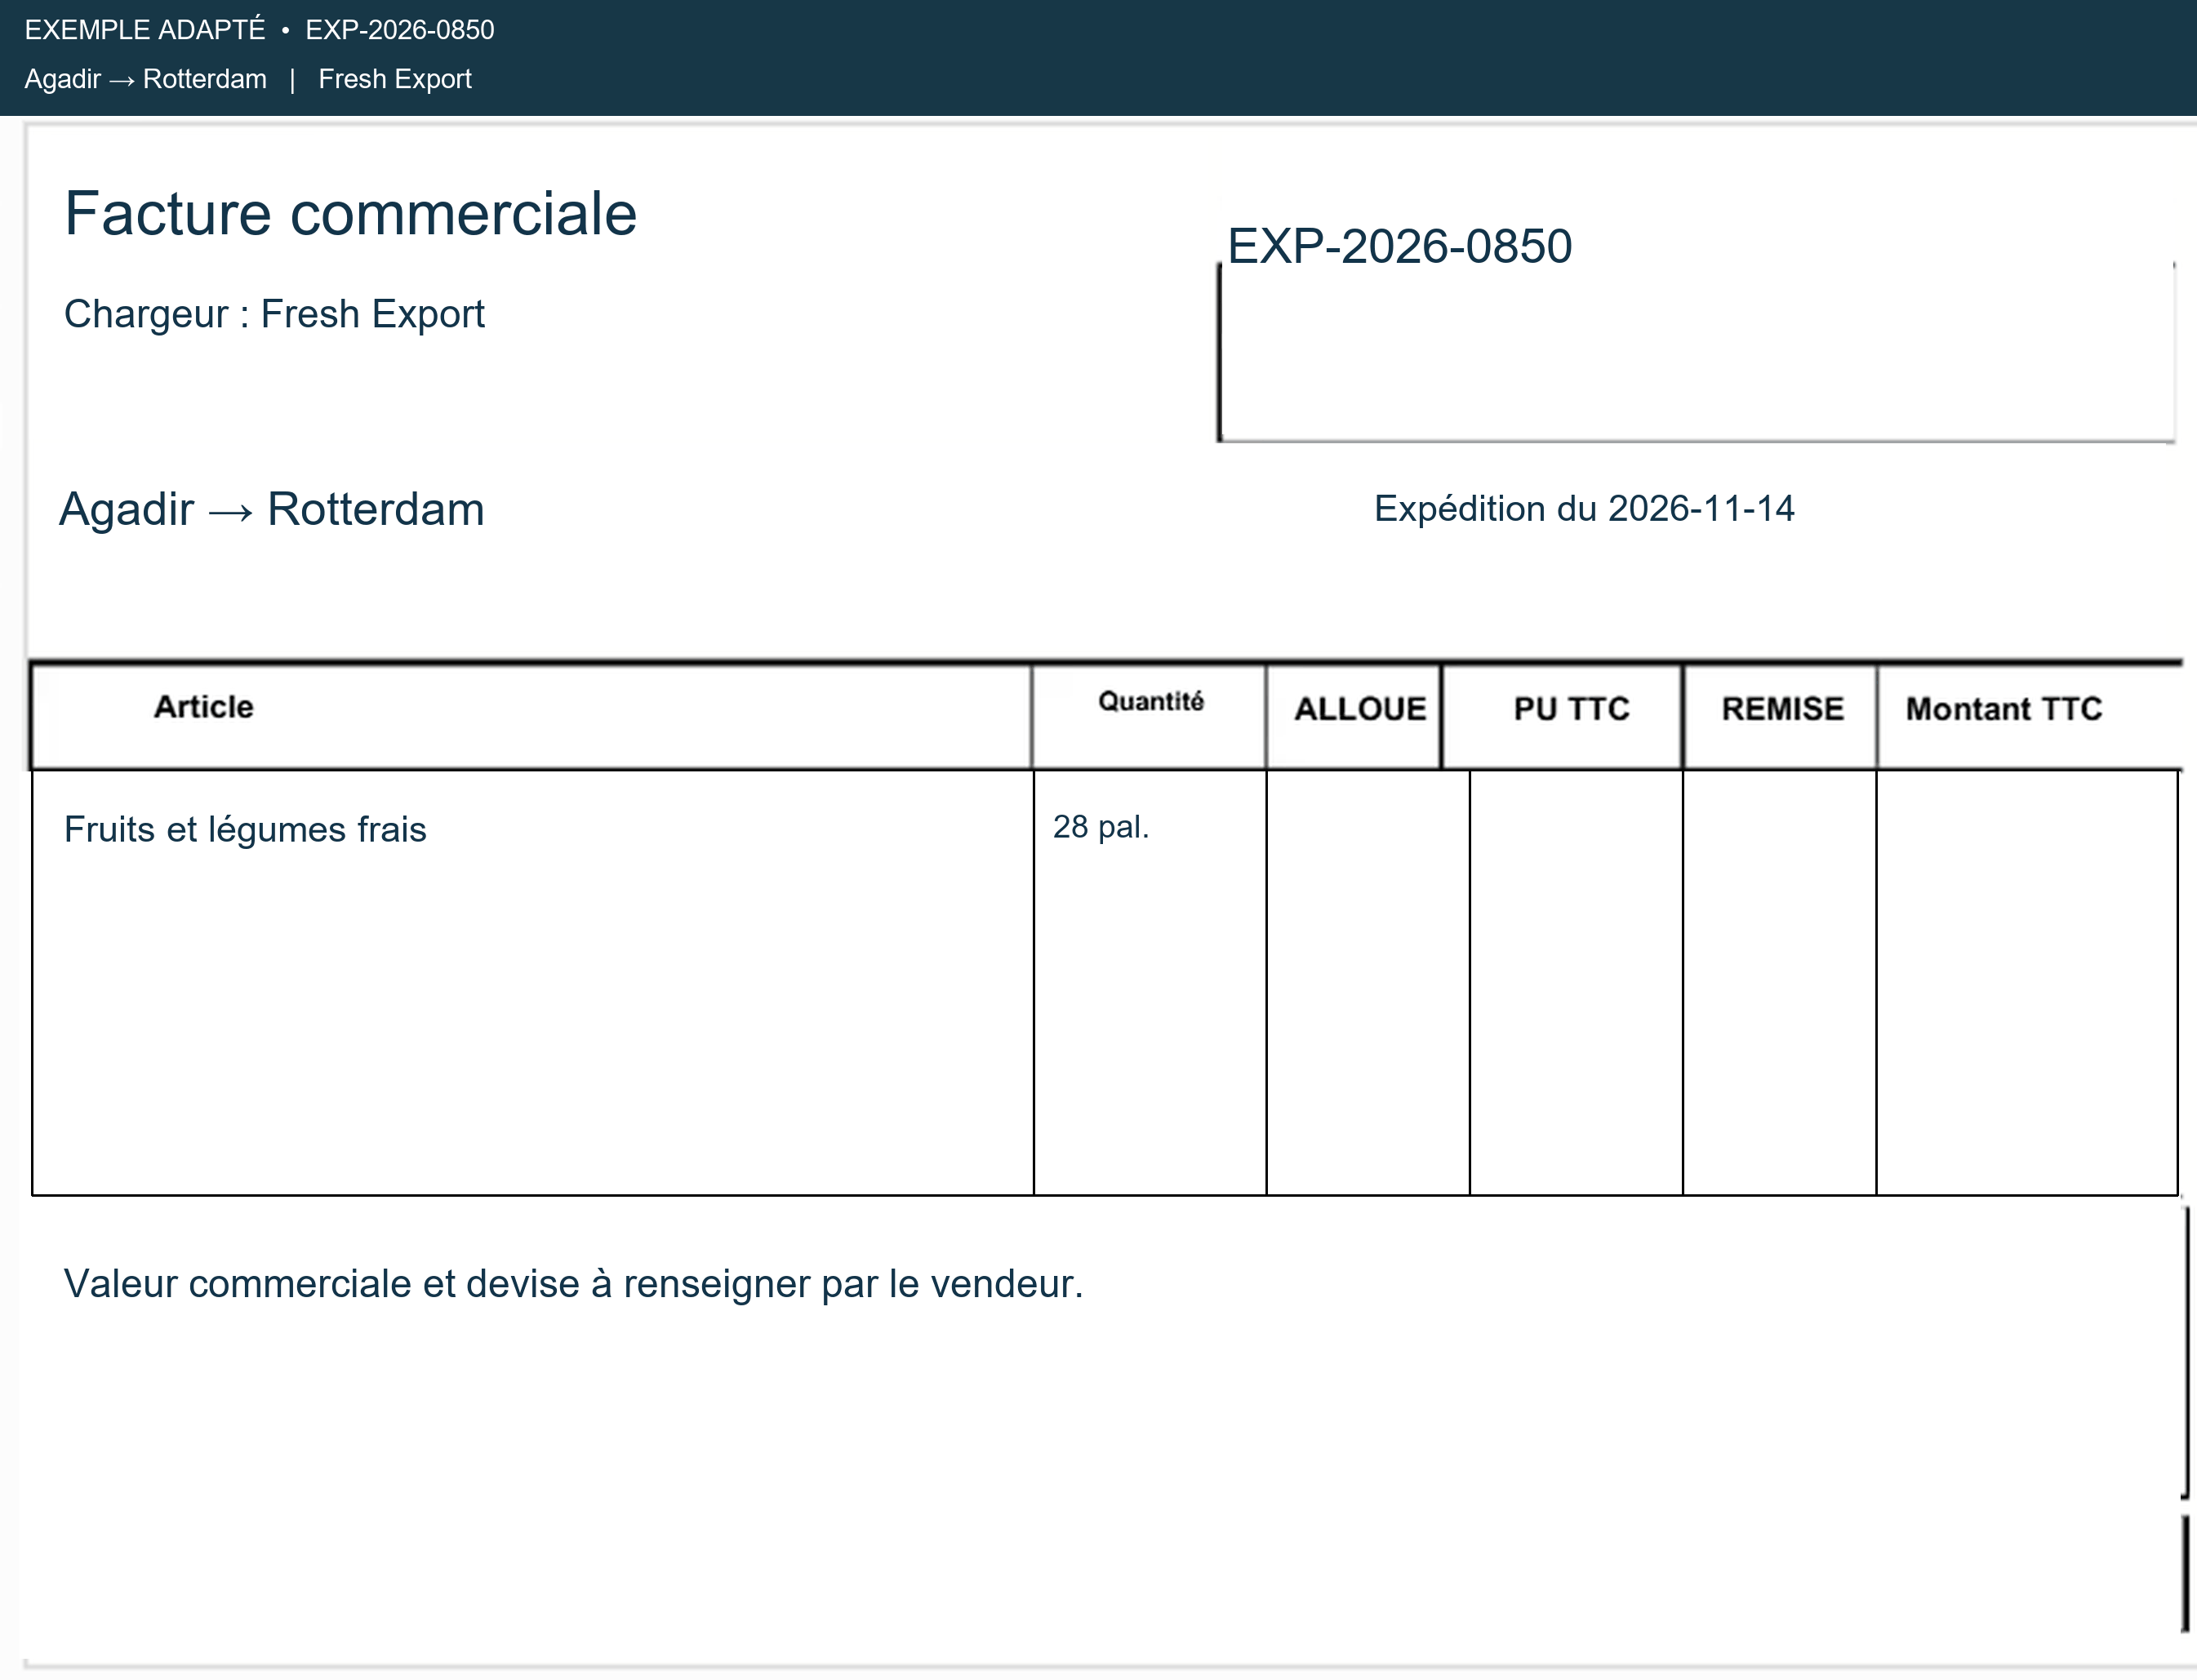 EXEMPLE ADAPTÉ • EXP-2026-0850
Agadir → Rotterdam | Fresh Export
Facture commerciale
EXP-2026-0850
Chargeur : Fresh Export
Agadir → Rotterdam
Expédition du 2026-11-14
Article Quantité ALLOUE PU TTC REMISE Montant TTC
Fruits et légumes frais 28 pal.
Valeur commerciale et devise à renseigner par le vendeur.